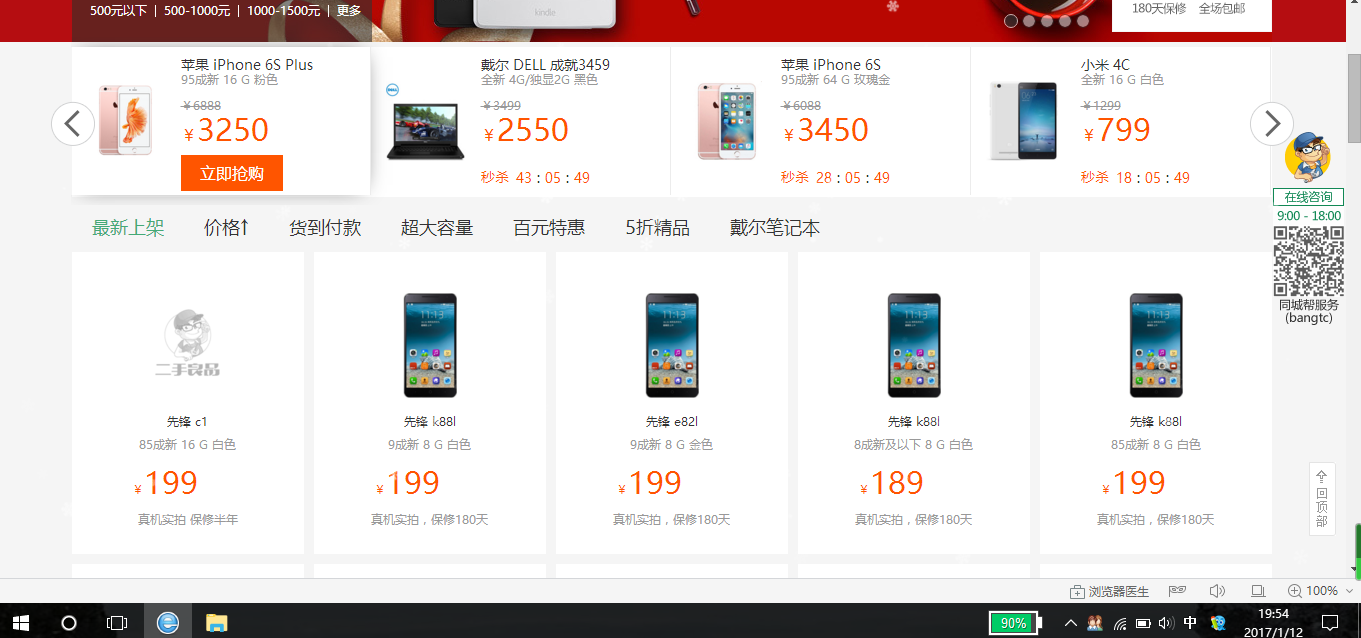 500元以下 | 500-1000元 | 1000-1500元 | 更多
kindle
180天保修 全场包邮
苹果 iPhone 6S Plus
95成新 16 G 粉色
¥6888
¥3250
立即抢购
DELL
戴尔 DELL 成就3459
全新 4G/独显2G 黑色
¥3499
¥2550
秒杀 43 : 05 : 49
苹果 iPhone 6S
95成新 64 G 玫瑰金
¥6088
¥3450
秒杀 28 : 05 : 49
小米 4C
全新 16 G 白色
¥1299
¥799
秒杀 18 : 05 : 49
在线咨询
9:00 - 18:00
同城帮服务
(bangtc)
最新上架 价格↑ 货到付款 超大容量 百元特惠 5折精品 戴尔笔记本
二手良品
先锋 c1
85成新 16 G 白色
¥199
真机实拍 保修半年
11:13
先锋 k88l
9成新 8 G 白色
¥199
真机实拍，保修180天
11:13
先锋 e82l
9成新 8 G 金色
¥199
真机实拍，保修180天
11:13
先锋 k88l
8成新及以下 8 G 白色
¥189
真机实拍，保修180天
11:13
先锋 k88l
85成新 8 G 白色
¥199
真机实拍，保修180天
回顶部
浏览器医生
100%
90%
中
19:54
2017/1/12